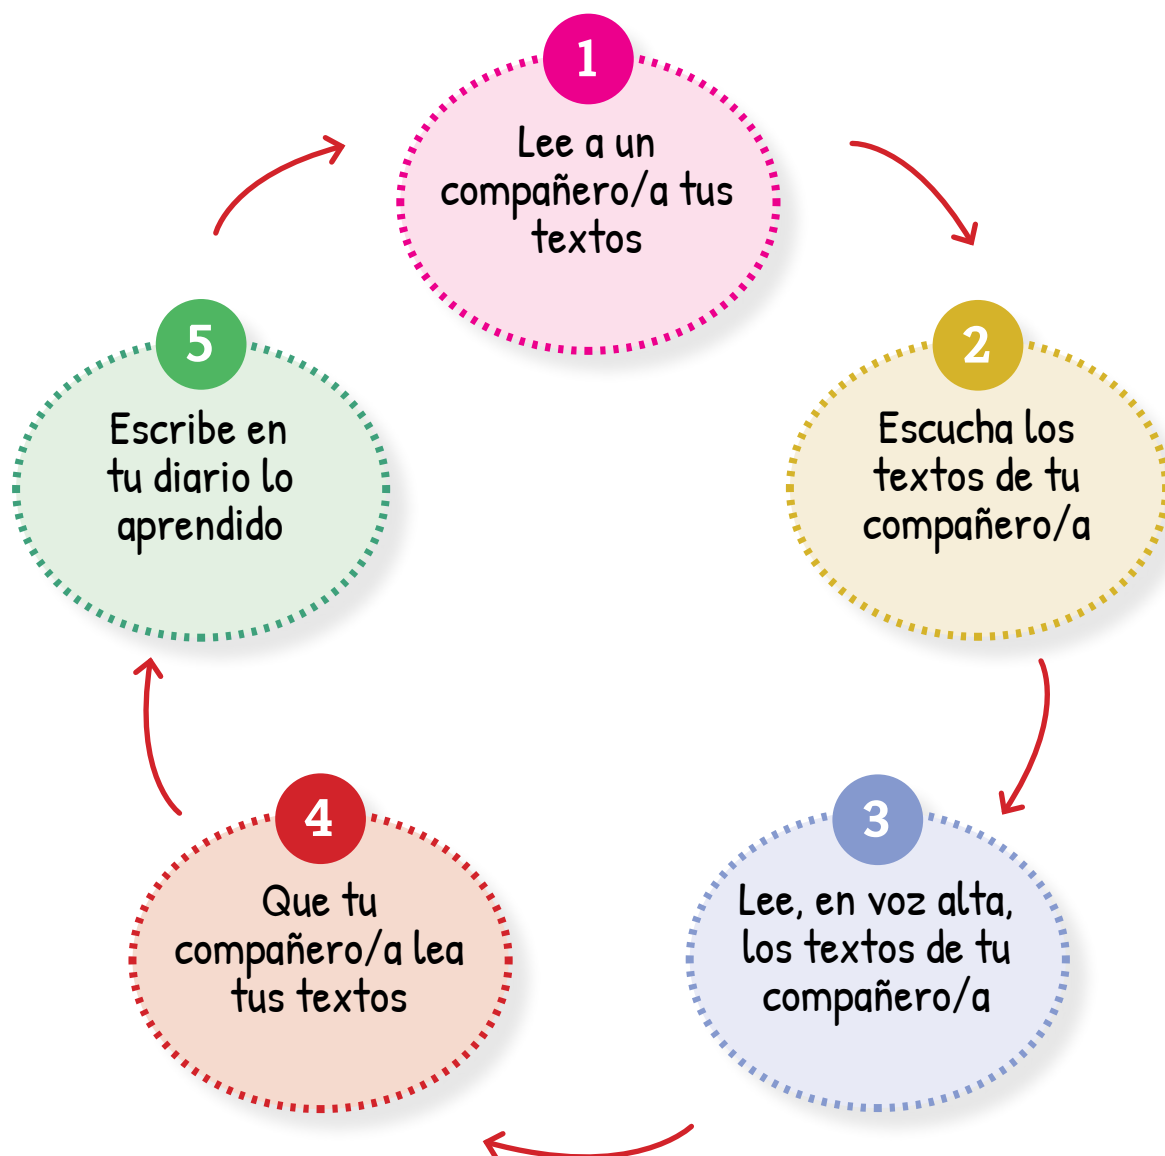 1
Lee a un
compañero/a tus
textos
2
Escucha los
textos de tu
compañero/a
3
Lee, en voz alta,
los textos de tu
compañero/a
4
Que tu
compañero/a lea
tus textos
5
Escribe en
tu diario lo
aprendido